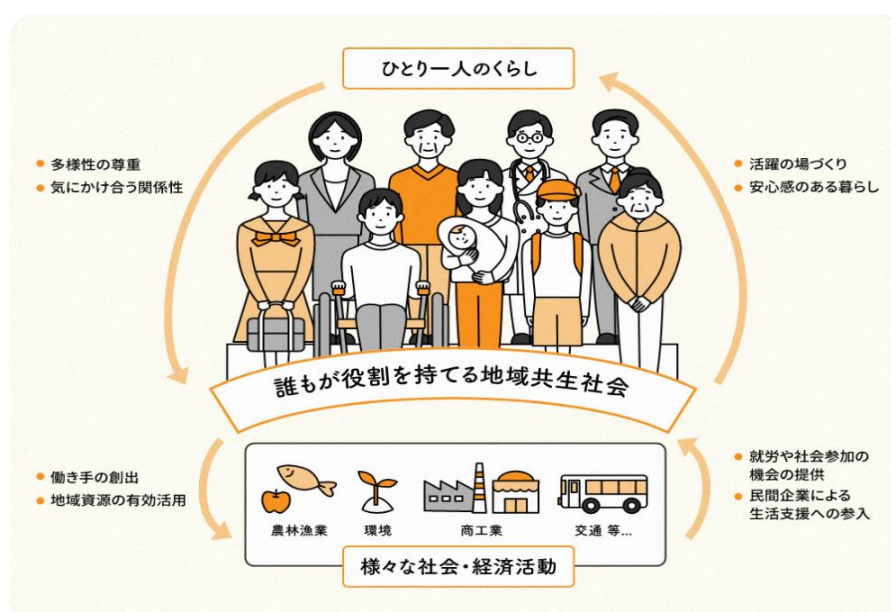 ひとり一人のくらし
多様性の尊重
気にかけ合う関係性
活躍の場づくり
安心感のある暮らし
誰もが役割を持てる地域共生社会
働き手の創出
地域資源の有効活用
就労や社会参加の
機会の提供
民間企業による
生活支援への参入
農林漁業
環境
商工業
交通 等...
様々な社会・経済活動